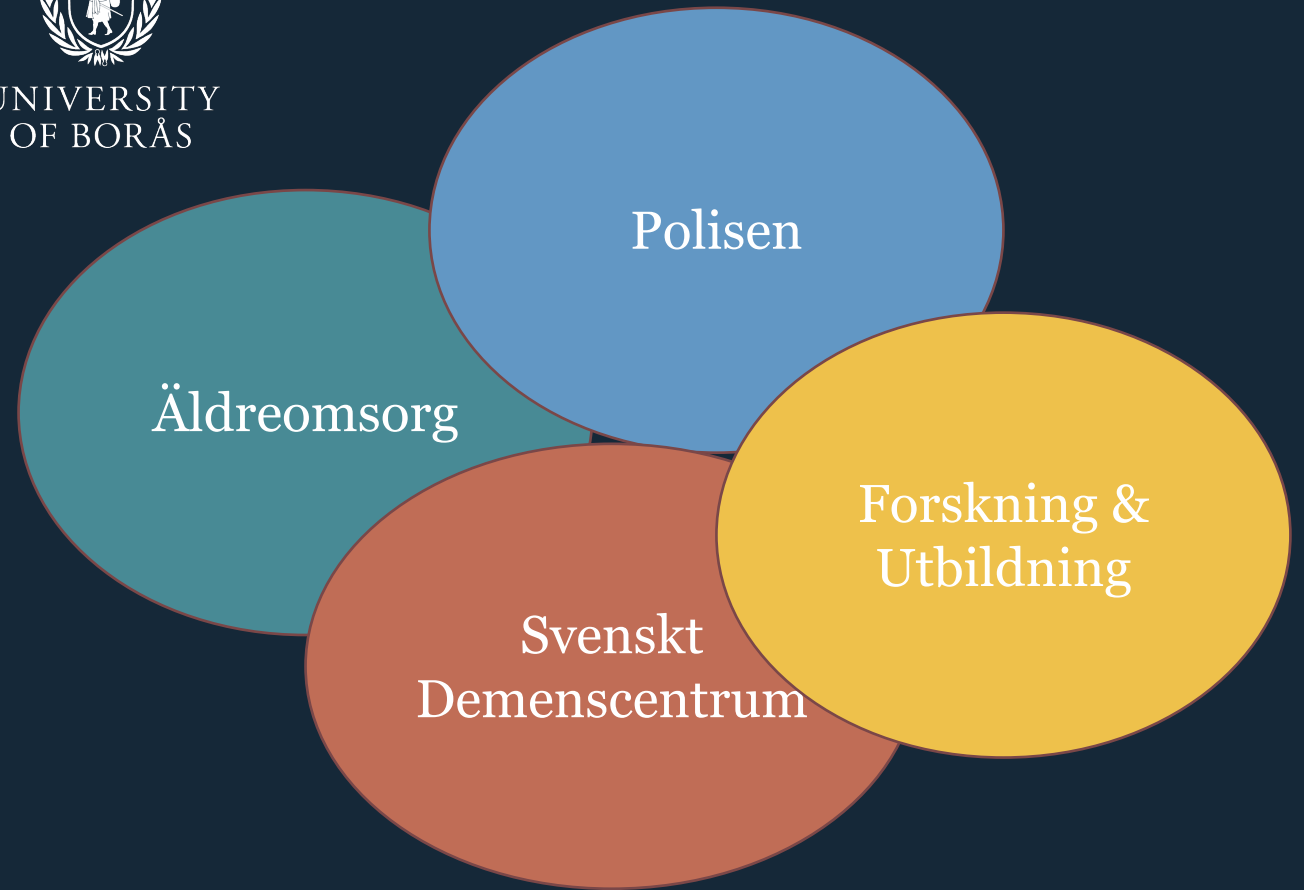 UNIVERSITY
OF BORÅS
Polisen
Äldreomsorg
Forskning &
Utbildning
Svenskt
Demenscentrum